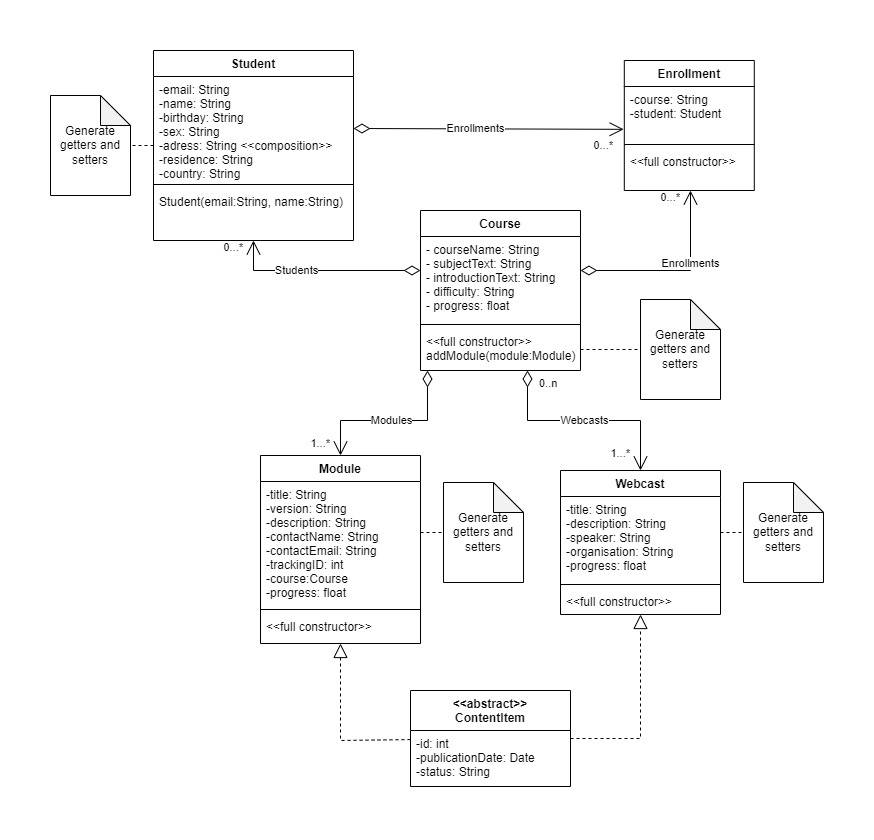 Student
-email: String
-name: String
-birthday: String
-sex: String
-adress: String <<composition>>
-residence: String
-country: String
Student(email:String, name:String)
Generate
getters and
setters
Enrollments
0...*
Enrollment
-course: String
-student: Student
<<full constructor>>
0...*
Enrollments
0...*
Students
Course
- courseName: String
- subjectText: String
- introductionText: String
- difficulty: String
- progress: float
<<full constructor>>
addModule(module:Module)
Generate
getters and
setters
0..n
Modules
Webcasts
1...*
1...*
Module
-title: String
-version: String
-description: String
-contactName: String
-contactEmail: String
-trackingID: int
-course:Course
-progress: float
<<full constructor>>
Generate
getters and
setters
Webcast
-title: String
-description: String
-speaker: String
-organisation: String
-progress: float
<<full constructor>>
Generate
getters and
setters
<<abstract>>
ContentItem
-id: int
-publicationDate: Date
-status: String